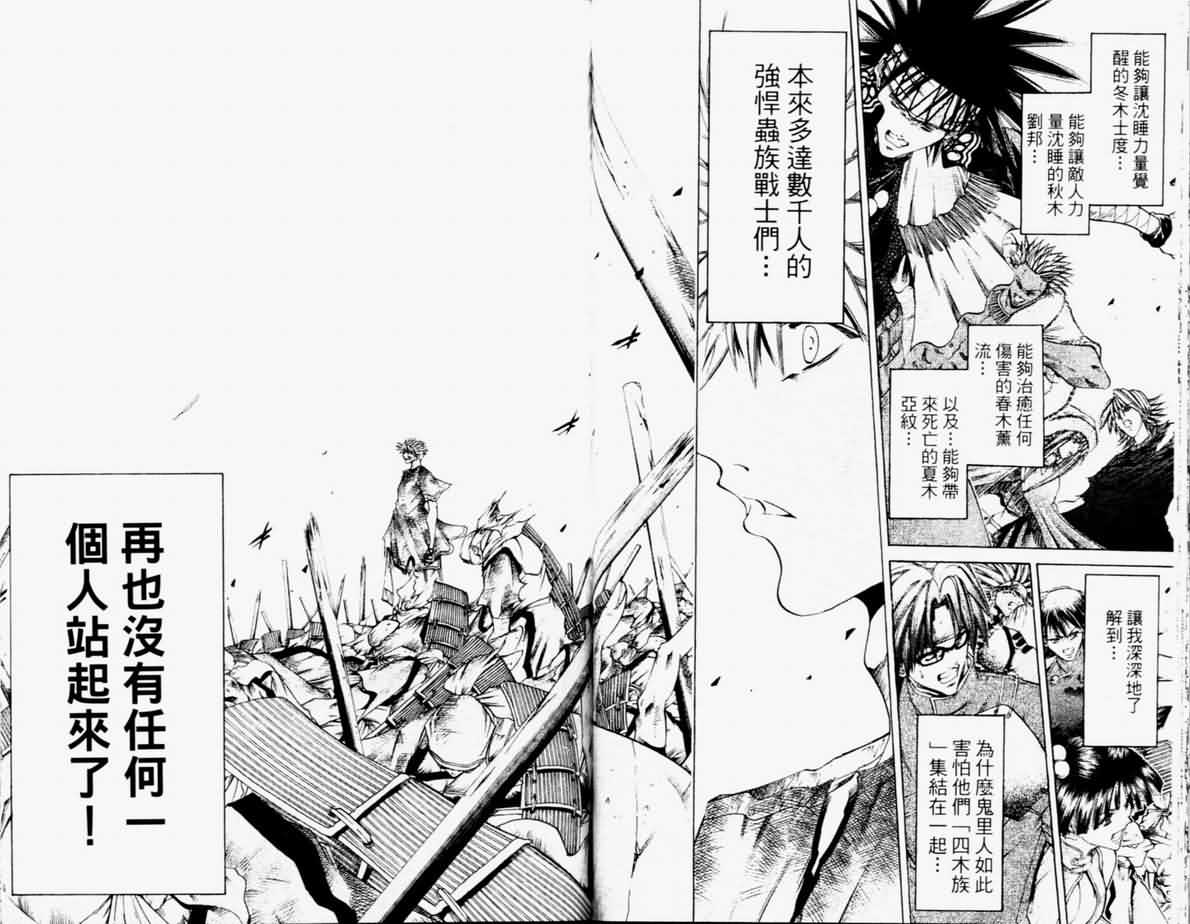 能夠讓沈睡力量覺
醒的冬木士度…
能夠讓敵人力
量沈睡的秋木
劉邦…
能夠治癒任何
傷害的春木薰
流…
以及…能夠帶
來死亡的夏木
亞紋…
讓我深深地了
解到…
為什麼鬼里人如此
害怕他們「四木族
」集結在一起…
本來多達數千人的
強悍蟲族戰士們…
再也沒有任何一
個人站起來了！